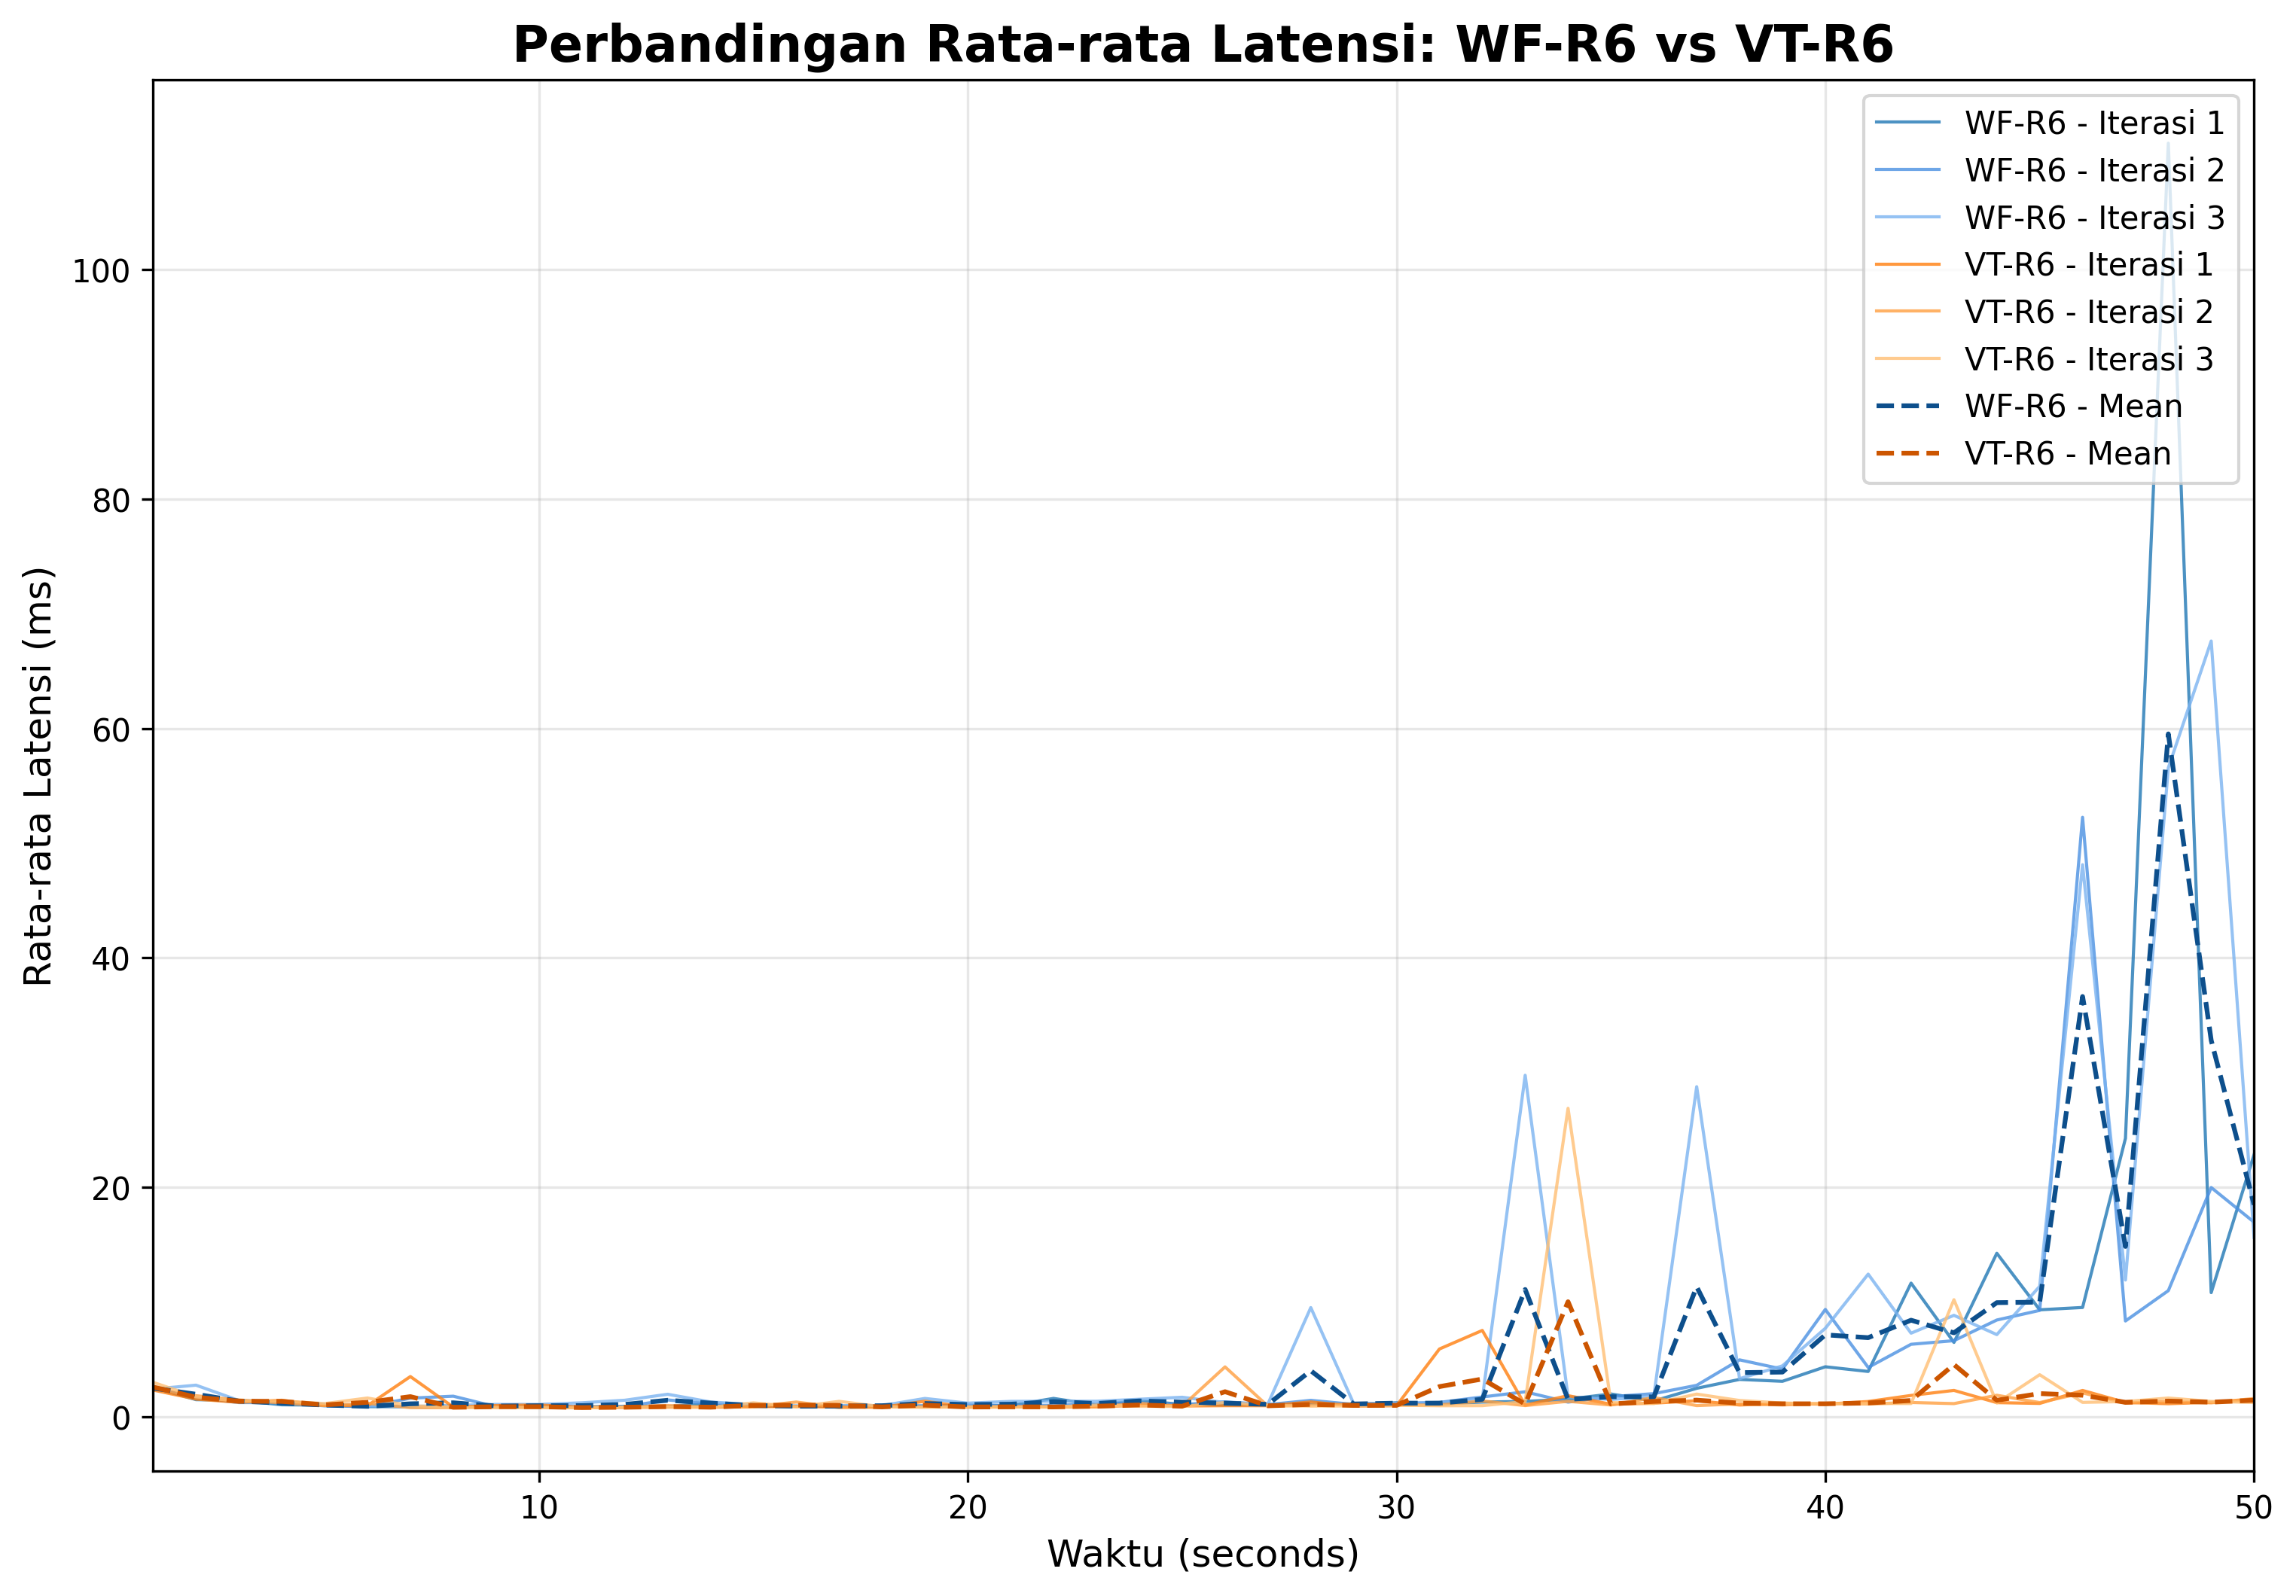 Perbandingan Rata-rata Latensi: WF-R6 vs VT-R6
WF-R6 - Iterasi 1
WF-R6 - Iterasi 2
WF-R6 - Iterasi 3
VT-R6 - Iterasi 1
VT-R6 - Iterasi 2
VT-R6 - Iterasi 3
WF-R6 - Mean
VT-R6 - Mean
Rata-rata Latensi (ms)
100
80
60
40
20
0
10 20 30 40 50
Waktu (seconds)